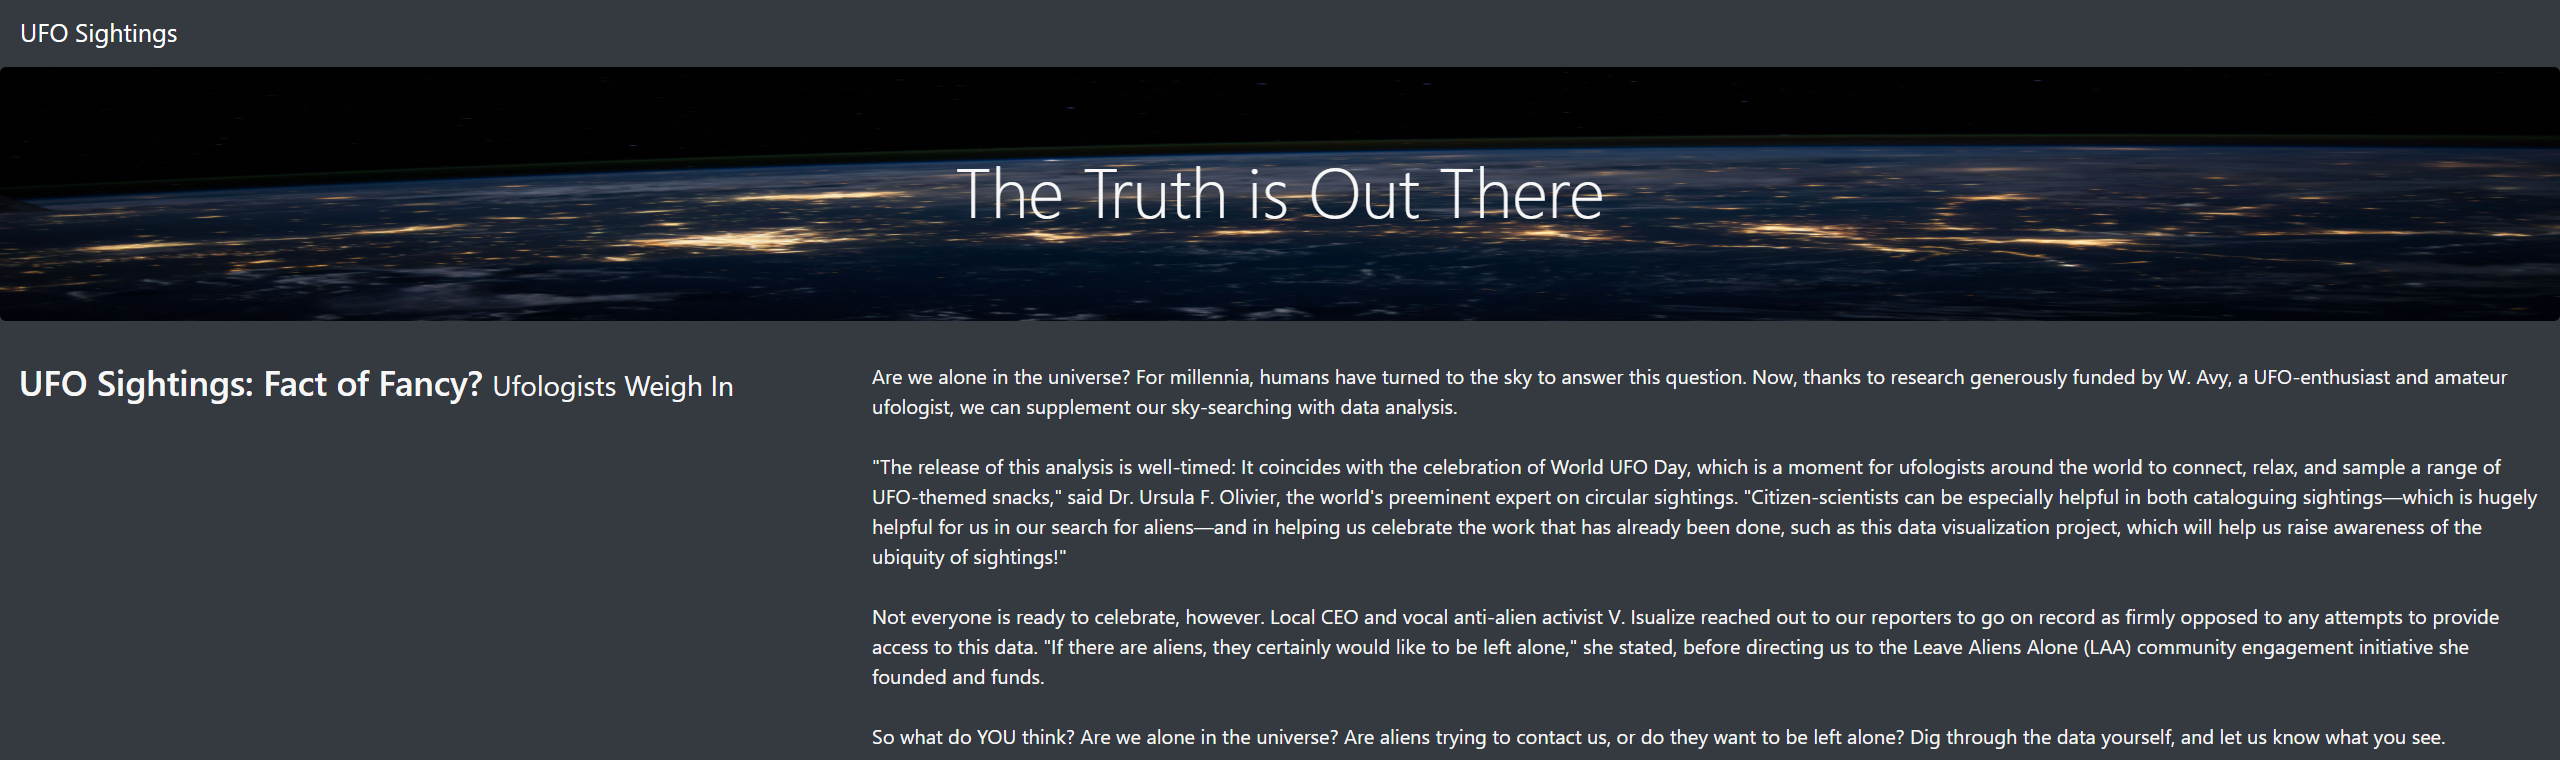 UFO Sightings
The Truth is Out There
UFO Sightings: Fact of Fancy? Ufologists Weigh In
Are we alone in the universe? For millennia, humans have turned to the sky to answer this question. Now, thanks to research generously funded by W. Avy, a UFO-enthusiast and amateur
ufologist, we can supplement our sky-searching with data analysis.
"The release of this analysis is well-timed: It coincides with the celebration of World UFO Day, which is a moment for ufologists around the world to connect, relax, and sample a range of
UFO-themed snacks," said Dr. Ursula F. Olivier, the world's preeminent expert on circular sightings. "Citizen-scientists can be especially helpful in both cataloguing sightings—which is hugely
helpful for us in our search for aliens—and in helping us celebrate the work that has already been done, such as this data visualization project, which will help us raise awareness of the
ubiquity of sightings!"
Not everyone is ready to celebrate, however. Local CEO and vocal anti-alien activist V. Isualize reached out to our reporters to go on record as firmly opposed to any attempts to provide
access to this data. "If there are aliens, they certainly would like to be left alone," she stated, before directing us to the Leave Aliens Alone (LAA) community engagement initiative she
founded and funds.
So what do YOU think? Are we alone in the universe? Are aliens trying to contact us, or do they want to be left alone? Dig through the data yourself, and let us know what you see.